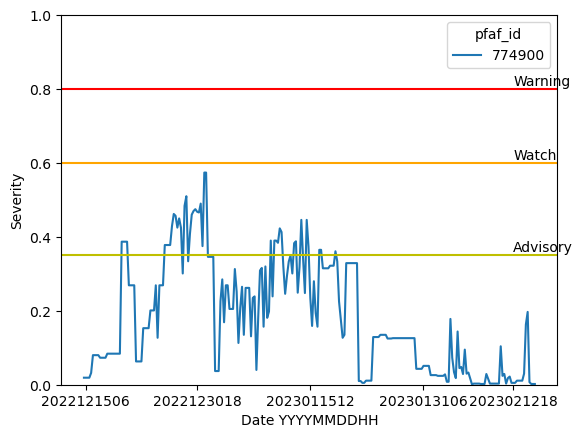 1.0
0.8
0.6
0.4
0.2
0.0
Severity
pfaf_id
774900
Warning
Watch
Advisory
2022121506
2022123018
2023011512
2023013106
2023021218
Date YYYYMMDDHH